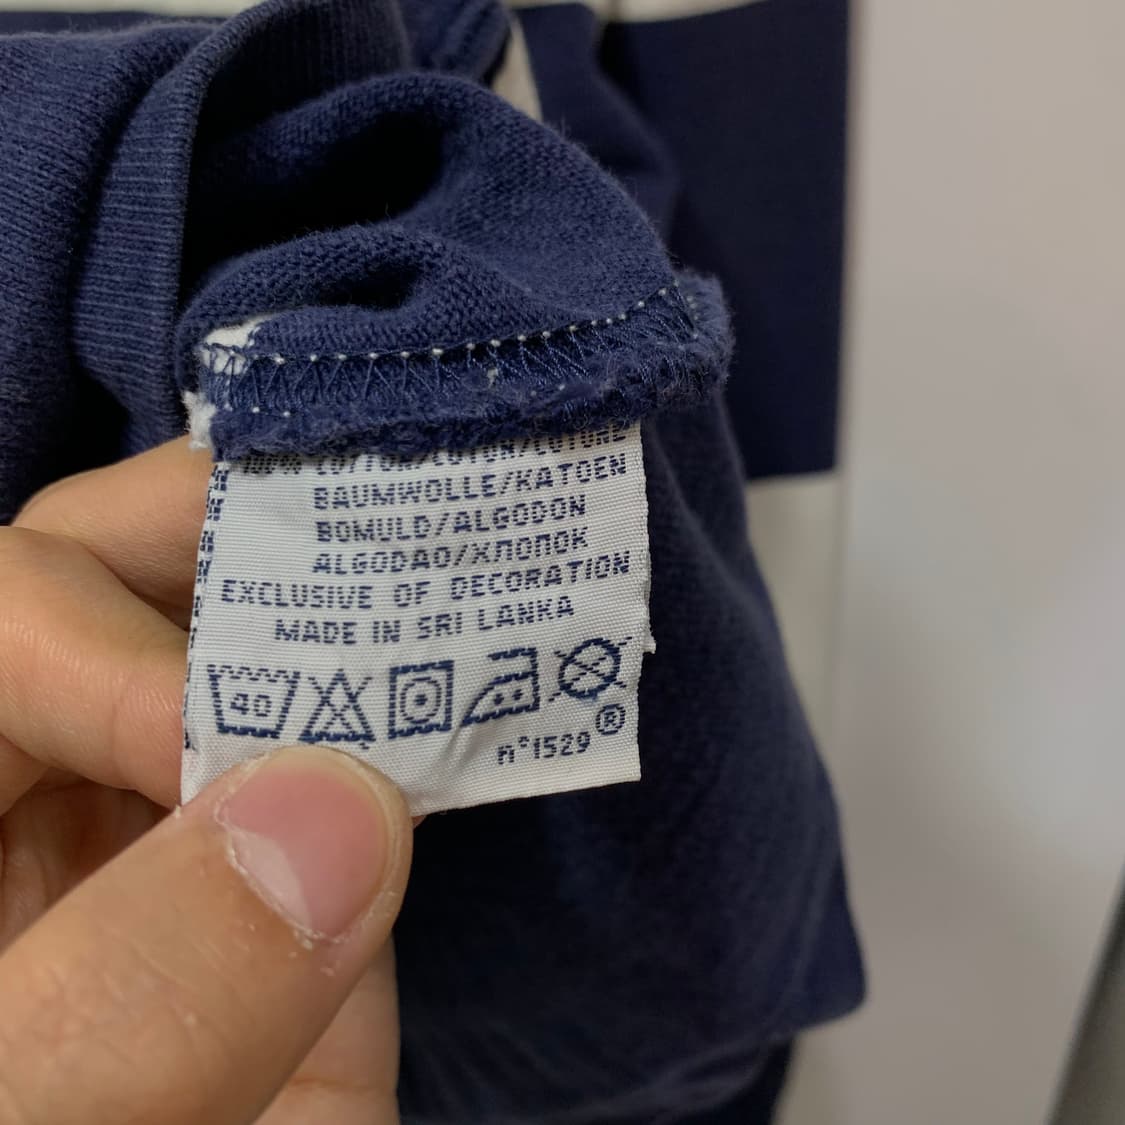 BAUMWOLLE/KATOEN
BOMULD/ALGODON
ALGODAO/ХЛОПОК
EXCLUSIVE OF DECORATION
MADE IN SRI LANKA
40
®
n°1529